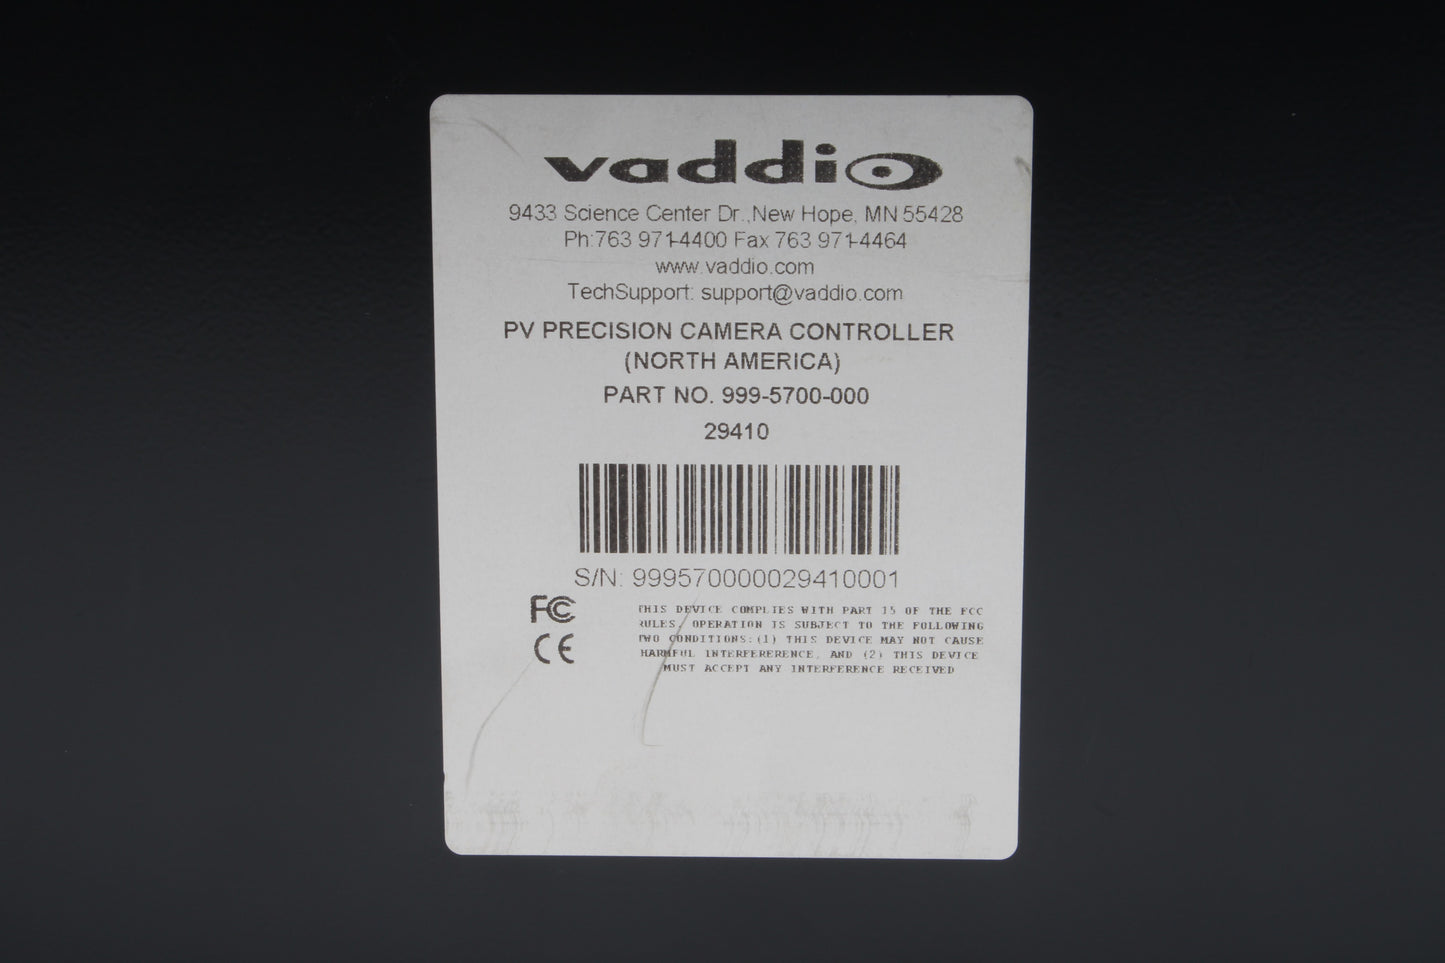 vaddio
9433 Science Center Dr.,New Hope, MN 55428
Ph:763 971-4400 Fax 763 971-4464
www.vaddio.com
TechSupport: support@vaddio.com
PV PRECISION CAMERA CONTROLLER
(NORTH AMERICA)
PART NO. 999-5700-000
29410
S/N: 999570000029410001
FC
CE
THIS DEVICE COMPLIES WITH PART 15 OF THE FCC
RULES, OPERATION IS SUBJECT TO THE FOLLOWING
TWO CONDITIONS:(1) THIS DEVICE MAY NOT CAUSE
HARMFUL INTERFERERENCE, AND (2) THIS DEVICE
MUST ACCEPT ANY INTERFERENCE RECEIVED